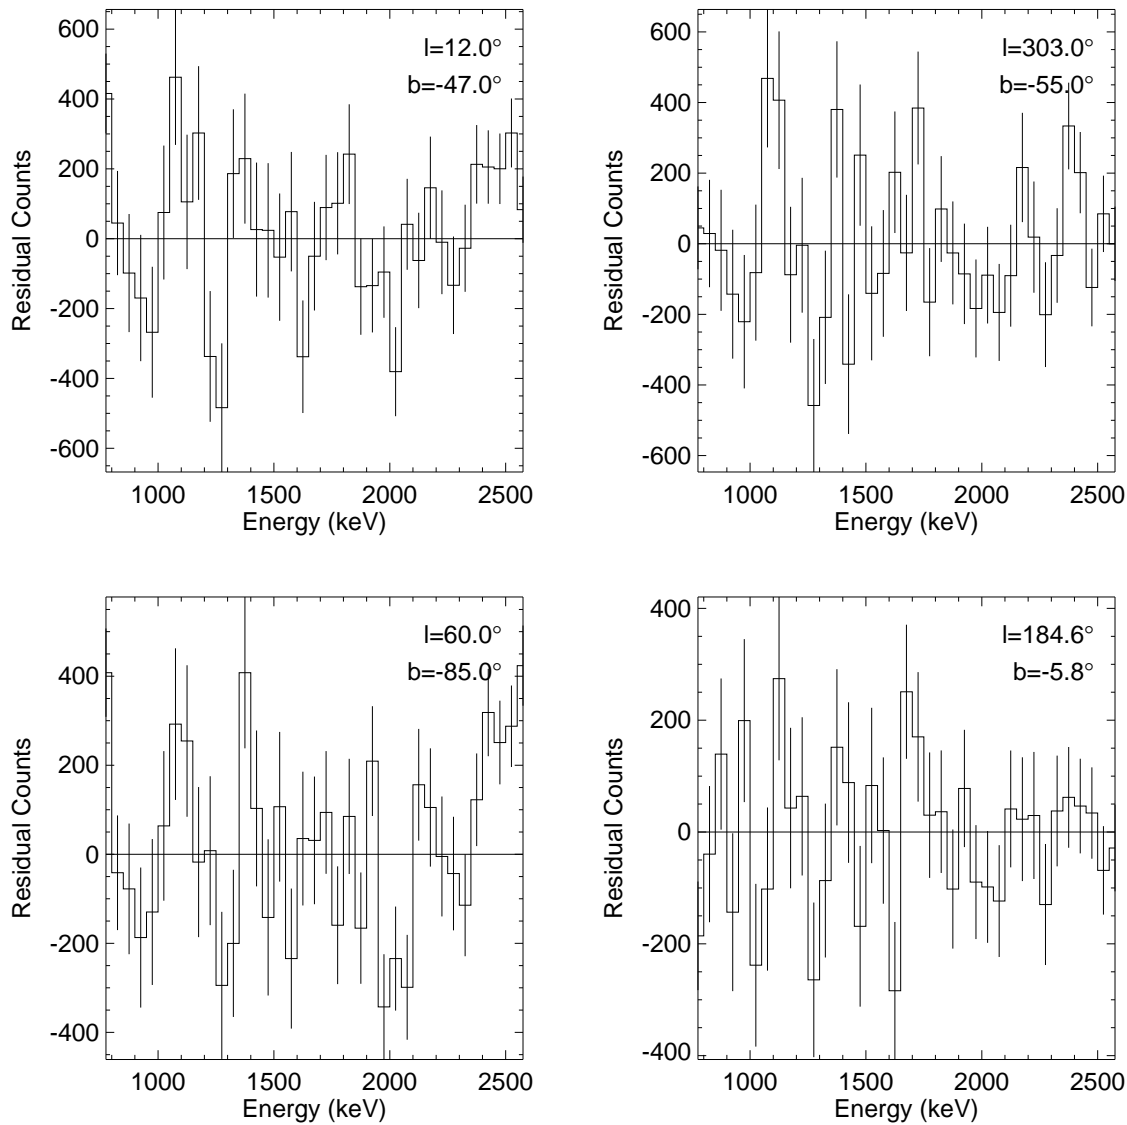 l=12.0°
b=-47.0°
600
400
200
0
-200
-400
-600
Residual Counts
1000 1500 2000 2500
Energy (keV)
l=303.0°
b=-55.0°
600
400
200
0
-200
-400
-600
Residual Counts
1000 1500 2000 2500
Energy (keV)
l=60.0°
b=-85.0°
400
200
0
-200
-400
Residual Counts
1000 1500 2000 2500
Energy (keV)
l=184.6°
b=-5.8°
400
200
0
-200
-400
Residual Counts
1000 1500 2000 2500
Energy (keV)